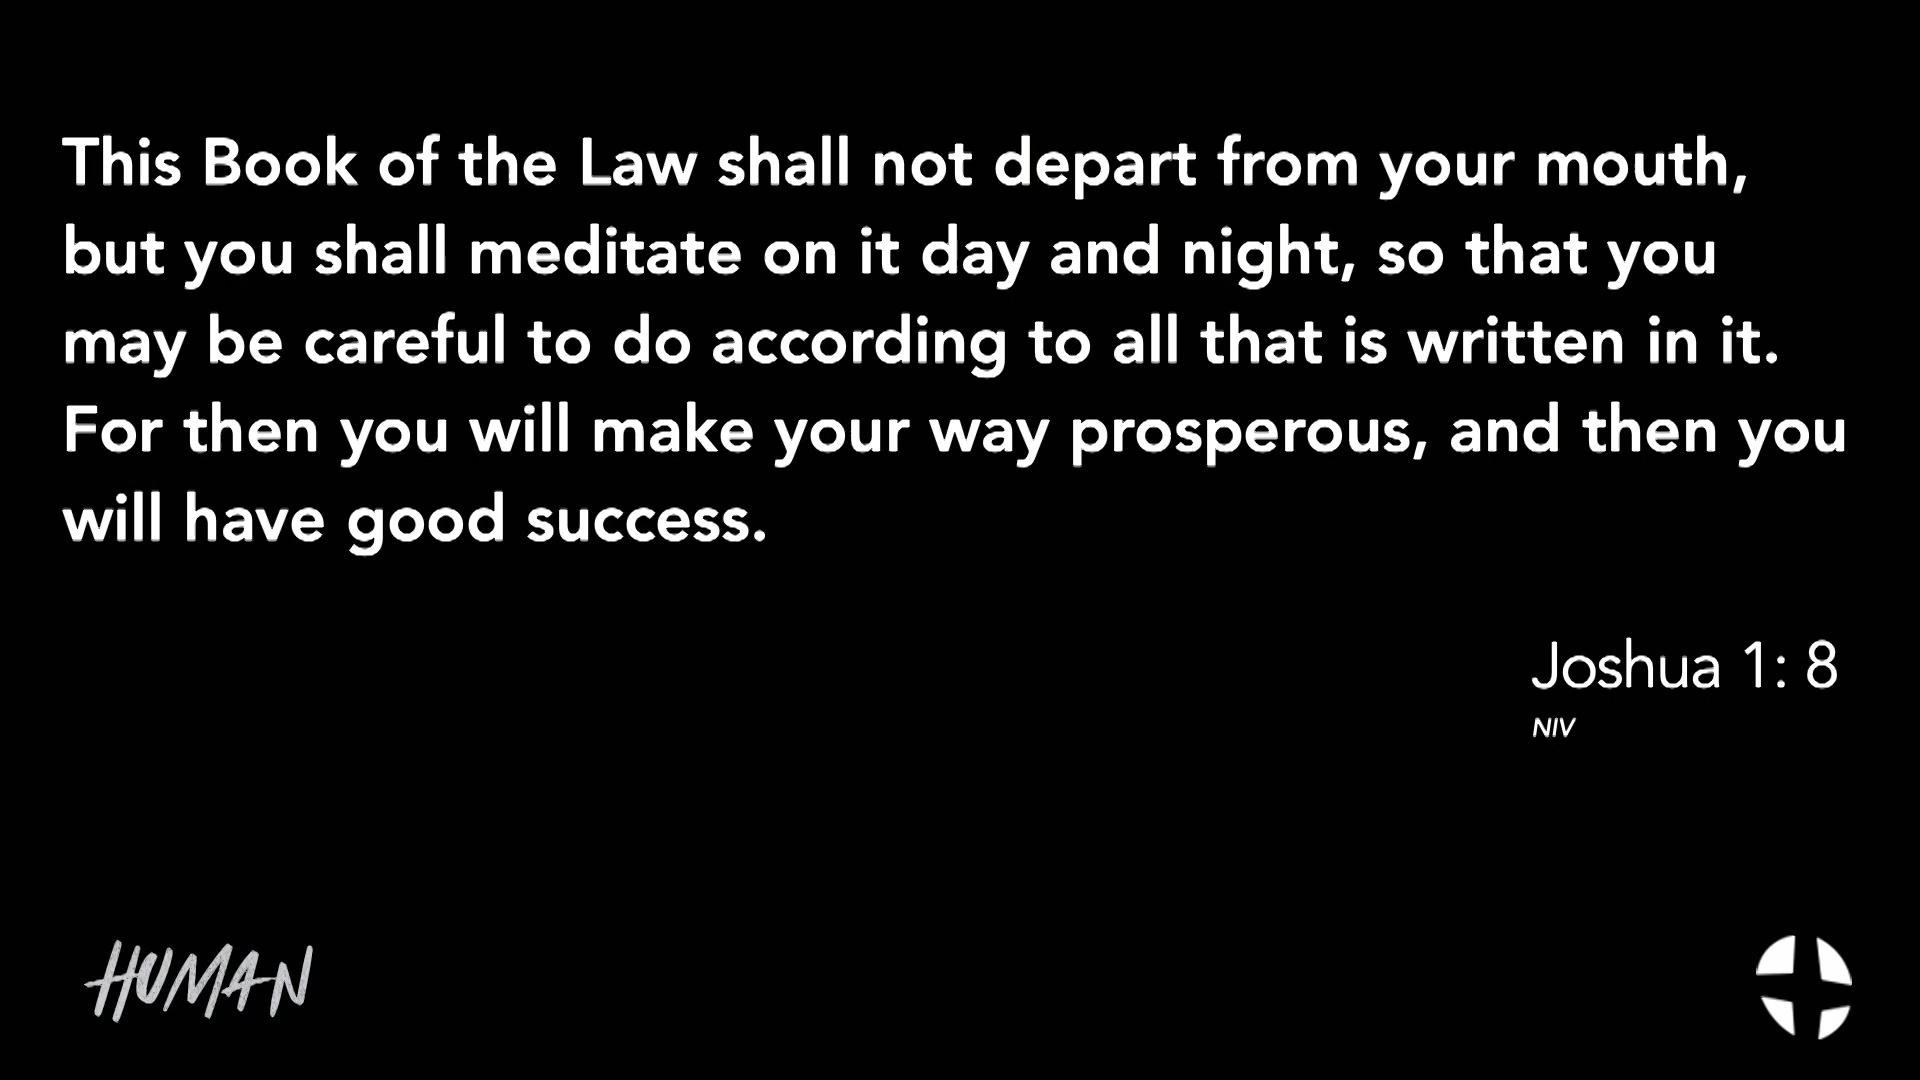 This Book of the Law shall not depart from your mouth,
but you shall meditate on it day and night, so that you
may be careful to do according to all that is written in it.
For then you will make your way prosperous, and then you
will have good success.
Joshua 1: 8
NIV
HUMAN